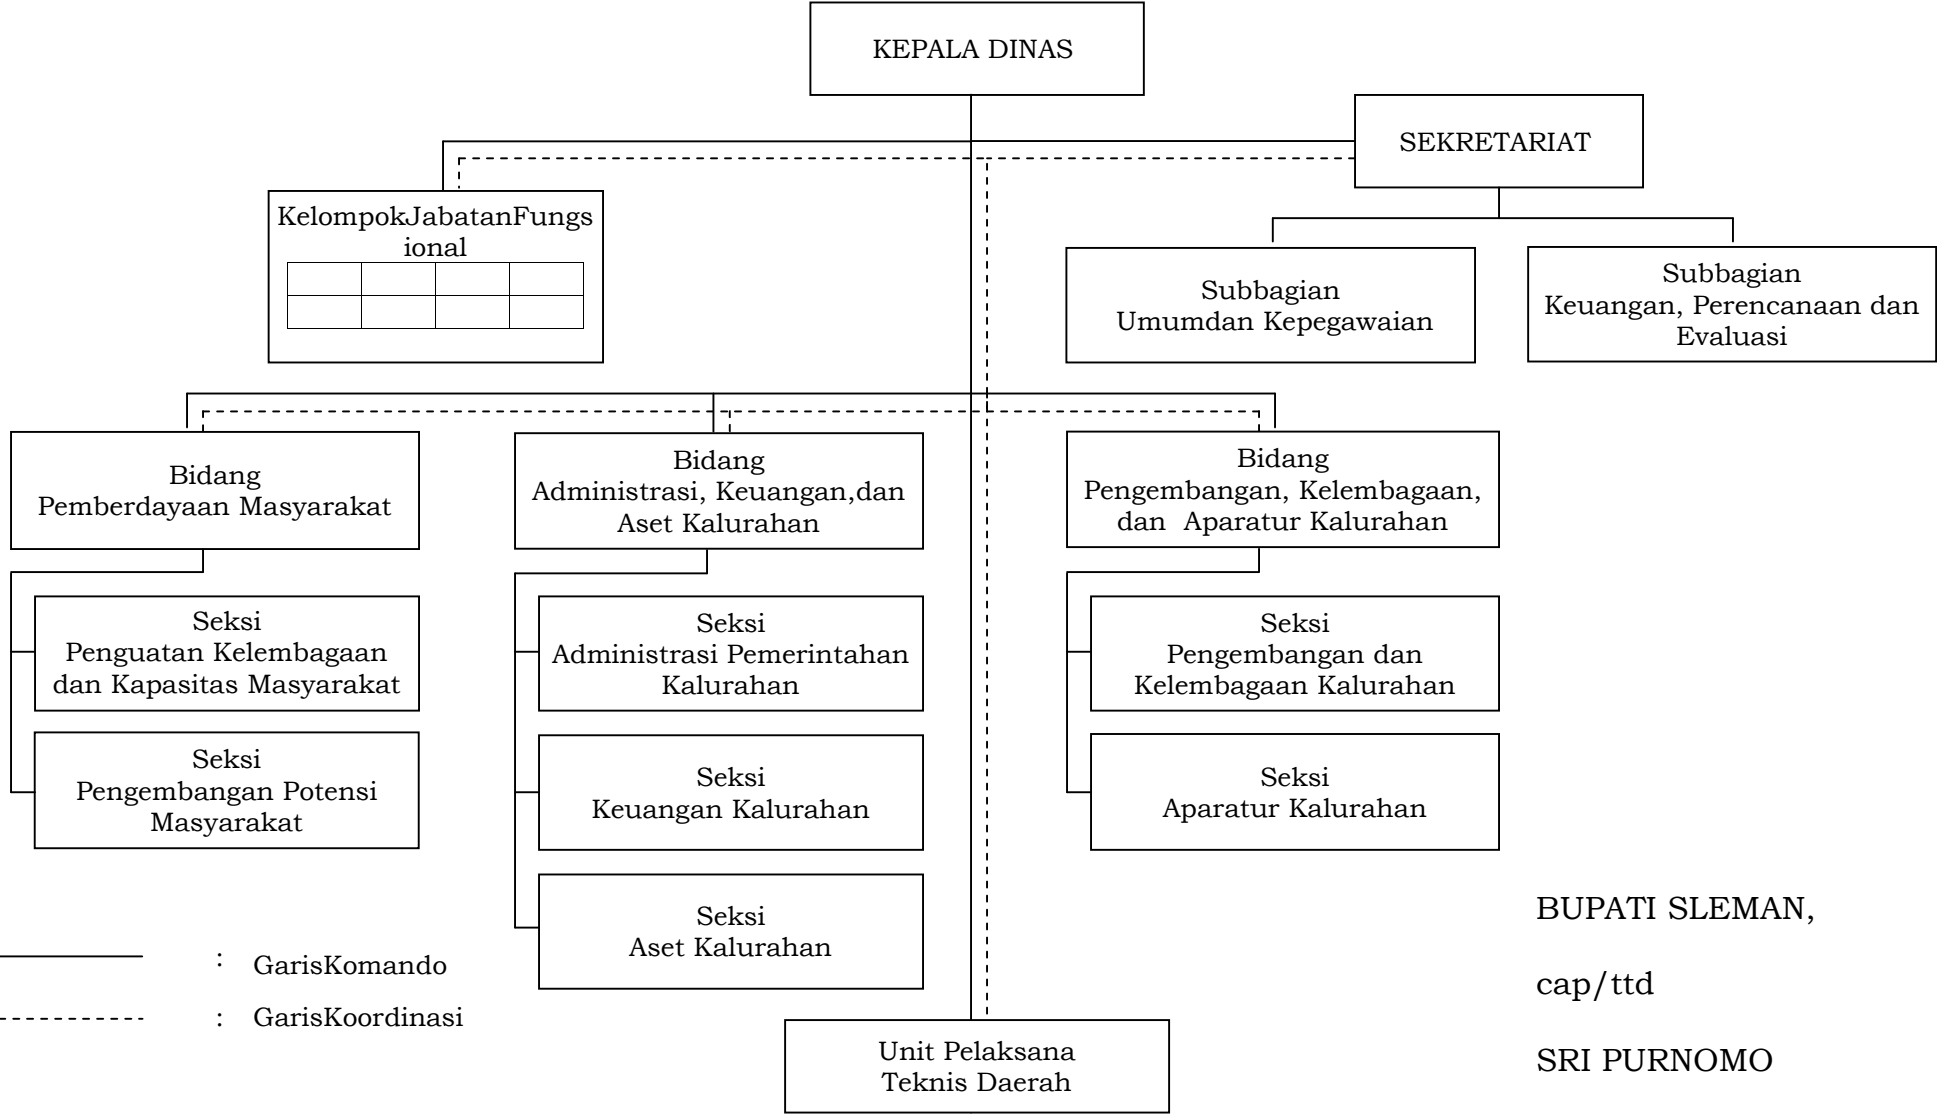 KEPALA DINAS
SEKRETARIAT
KelompokJabatanFungs
ional
Subbagian
Umumdan Kepegawaian
Subbagian
Keuangan, Perencanaan dan
Evaluasi
Bidang
Pemberdayaan Masyarakat
Bidang
Administrasi, Keuangan,dan
Aset Kalurahan
Bidang
Pengembangan, Kelembagaan,
dan  Aparatur Kalurahan
Seksi
Penguatan Kelembagaan
dan Kapasitas Masyarakat
Seksi
Administrasi Pemerintahan
Kalurahan
Seksi
Pengembangan dan
Kelembagaan Kalurahan
Seksi
Pengembangan Potensi
Masyarakat
Seksi
Keuangan Kalurahan
Seksi
Aparatur Kalurahan
Seksi
Aset Kalurahan
: GarisKomando
: GarisKoordinasi
Unit Pelaksana
Teknis Daerah
BUPATI SLEMAN,
cap/ttd
SRI PURNOMO